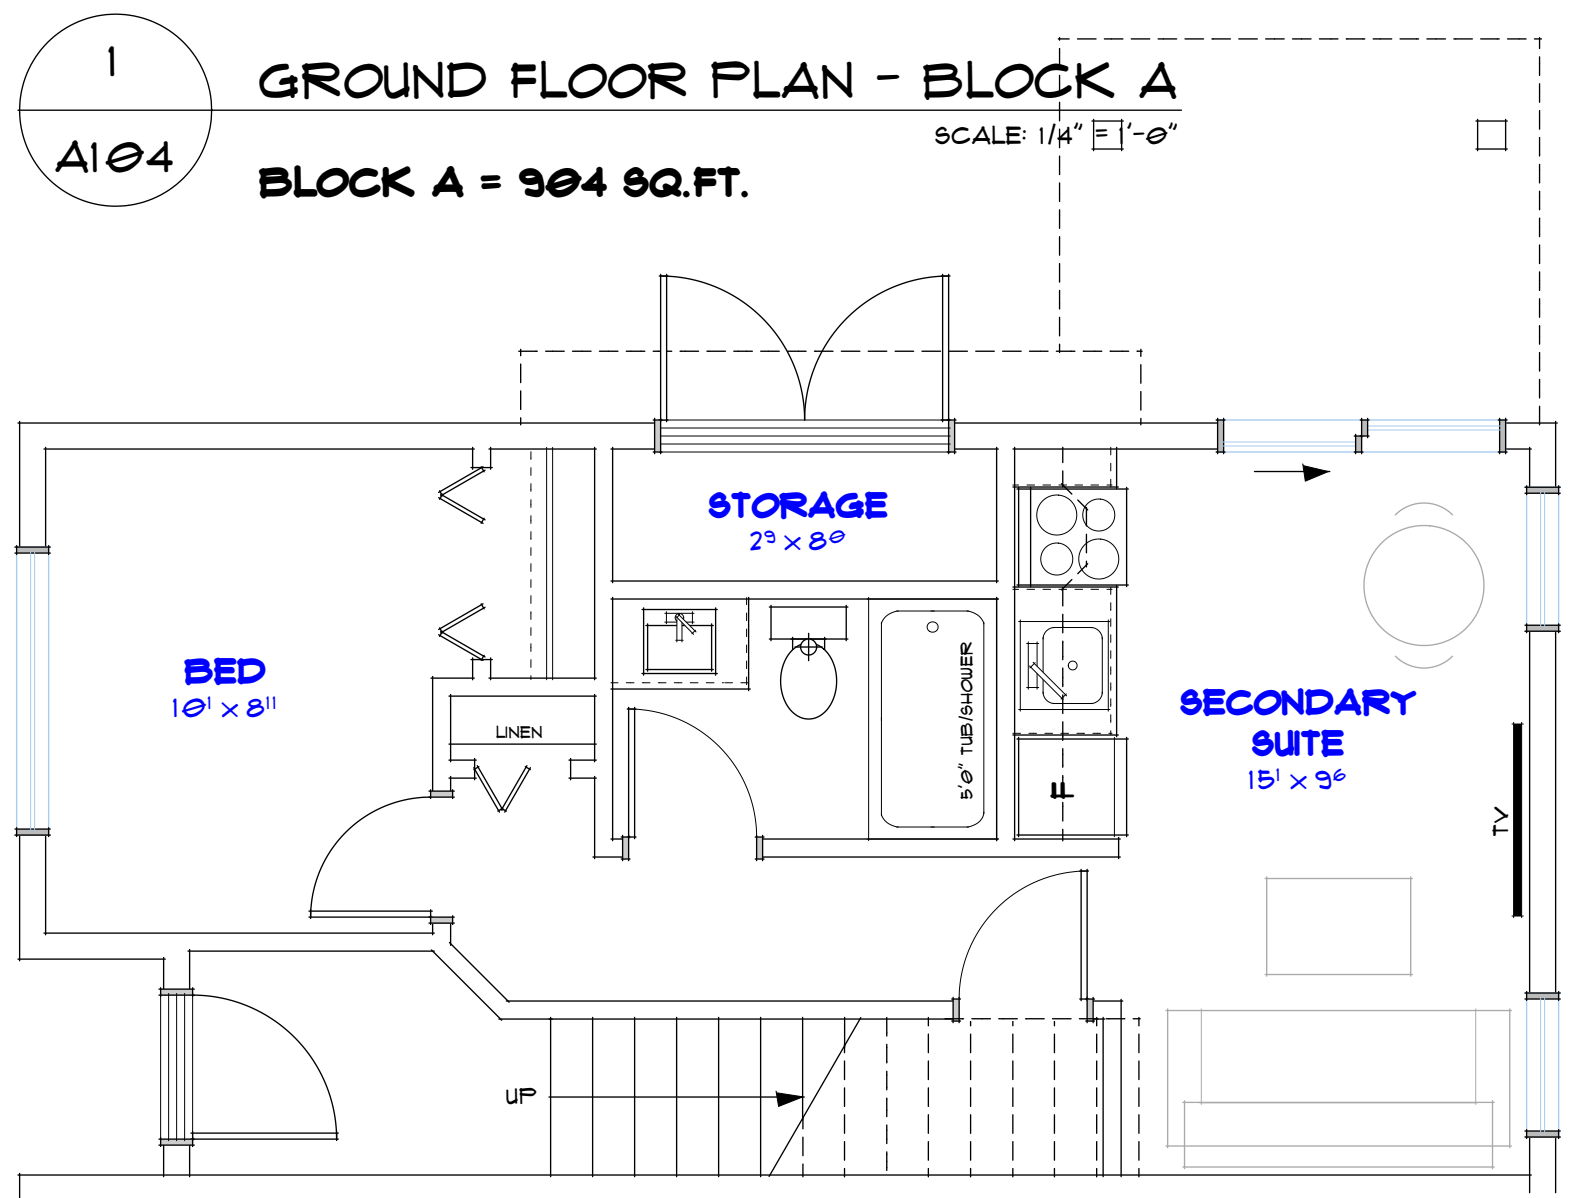 1
A104
GROUND FLOOR PLAN - BLOCK A
SCALE: 1/4" = 1'-0"
BLOCK A = 904 SQ.FT.
STORAGE
2⁹ x 8⁰
BED
10¹ x 8¹¹
LINEN
5'0" TUB/SHOWER
F
SECONDARY
SUITE
15¹ x 9⁶
TV
UP